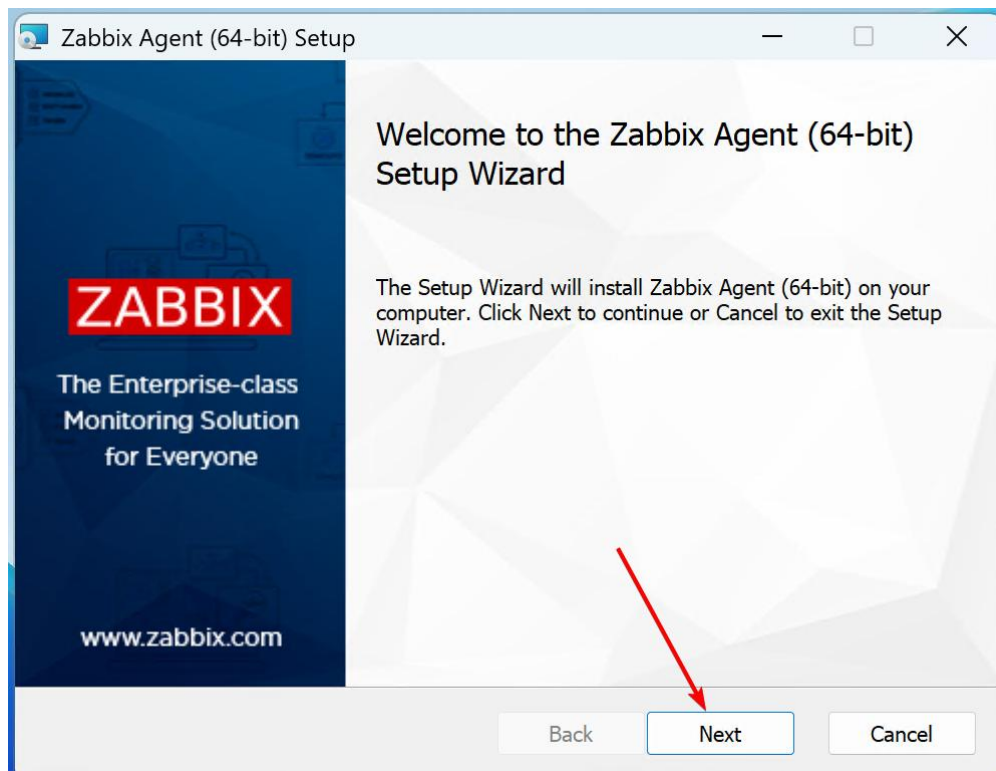 Zabbix Agent (64-bit) Setup
Welcome to the Zabbix Agent (64-bit)
Setup Wizard
The Setup Wizard will install Zabbix Agent (64-bit) on your
computer. Click Next to continue or Cancel to exit the Setup
Wizard.
ZABBIX
The Enterprise-class
Monitoring Solution
for Everyone
www.zabbix.com
Back
Next
Cancel